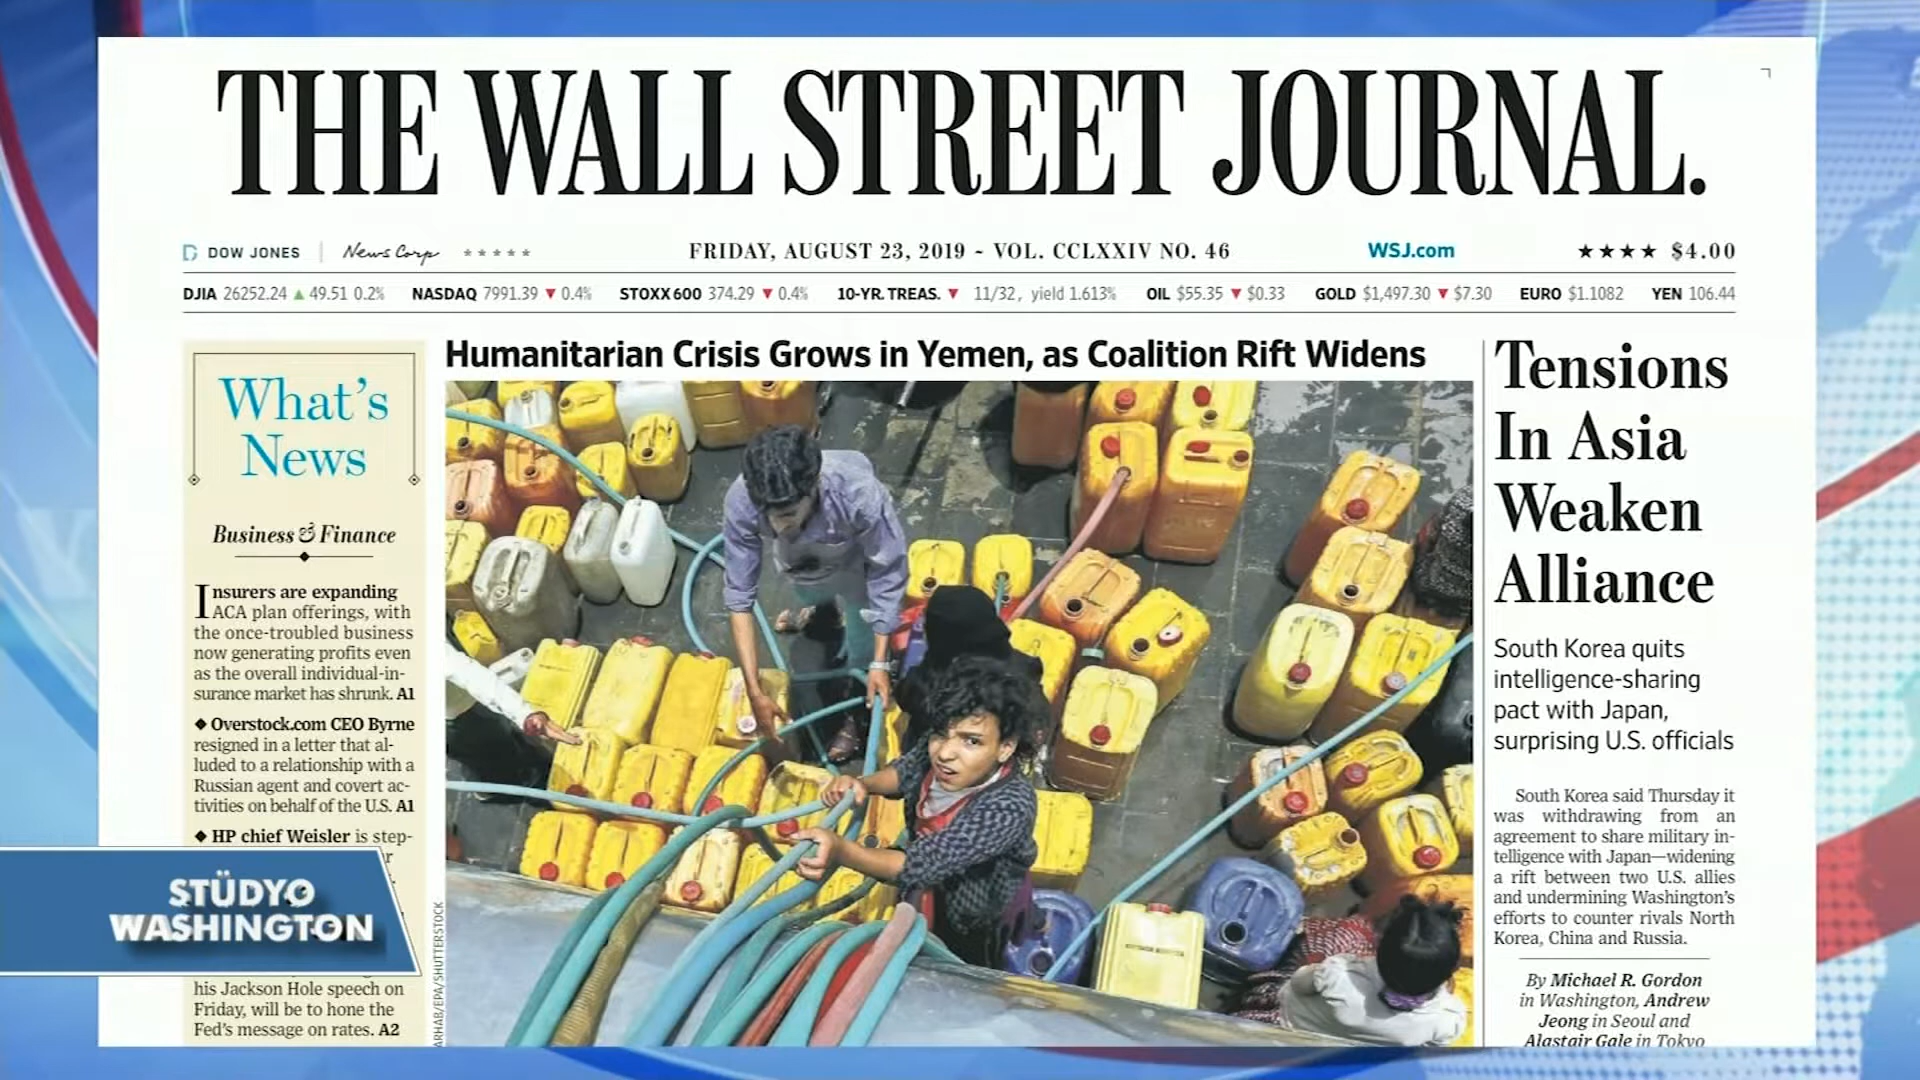 THE WALL STREET JOURNAL.
DOW JONES | News Corp * * * * *
FRIDAY, AUGUST 23, 2019 ~ VOL. CCLXXIV NO. 46
WSJ.com
★★★★ $4.00
DJIA 26252.24 ▲ 49.51 0.2% NASDAQ 7991.39 ▼ 0.4% STOXX 600 374.29 ▼ 0.4% 10-YR. TREAS. ▼ 11/32, yield 1.613% OIL $55.35 ▼ $0.33 GOLD $1,497.30 ▼ $7.30 EURO $1.1082 YEN 106.44
What's
News
Business & Finance
Insurers are expanding
ACA plan offerings, with
the once-troubled business
now generating profits even
as the overall individual-in-
surance market has shrunk. A1
◆ Overstock.com CEO Byrne
resigned in a letter that al-
luded to a relationship with a
Russian agent and covert ac-
tivities on behalf of the U.S. A1
◆ HP chief Weisler is step-
his Jackson Hole speech on
Friday, will be to honor the
Fed's message on rates. A2
STÜDYO
WASHINGTON
Humanitarian Crisis Grows in Yemen, as Coalition Rift Widens
ARHAB/EPA/SHUTTERSTOCK
Tensions
In Asia
Weaken
Alliance
South Korea quits
intelligence-sharing
pact with Japan,
surprising U.S. officials
South Korea said Thursday it
was withdrawing from an
agreement to share military in-
telligence with Japan—widening
a rift between two U.S. allies
and undermining Washington's
efforts to counter rivals North
Korea, China and Russia.
By Michael R. Gordon
in Washington, Andrew
Jeong in Seoul and
Alastair Gale in Tokyo